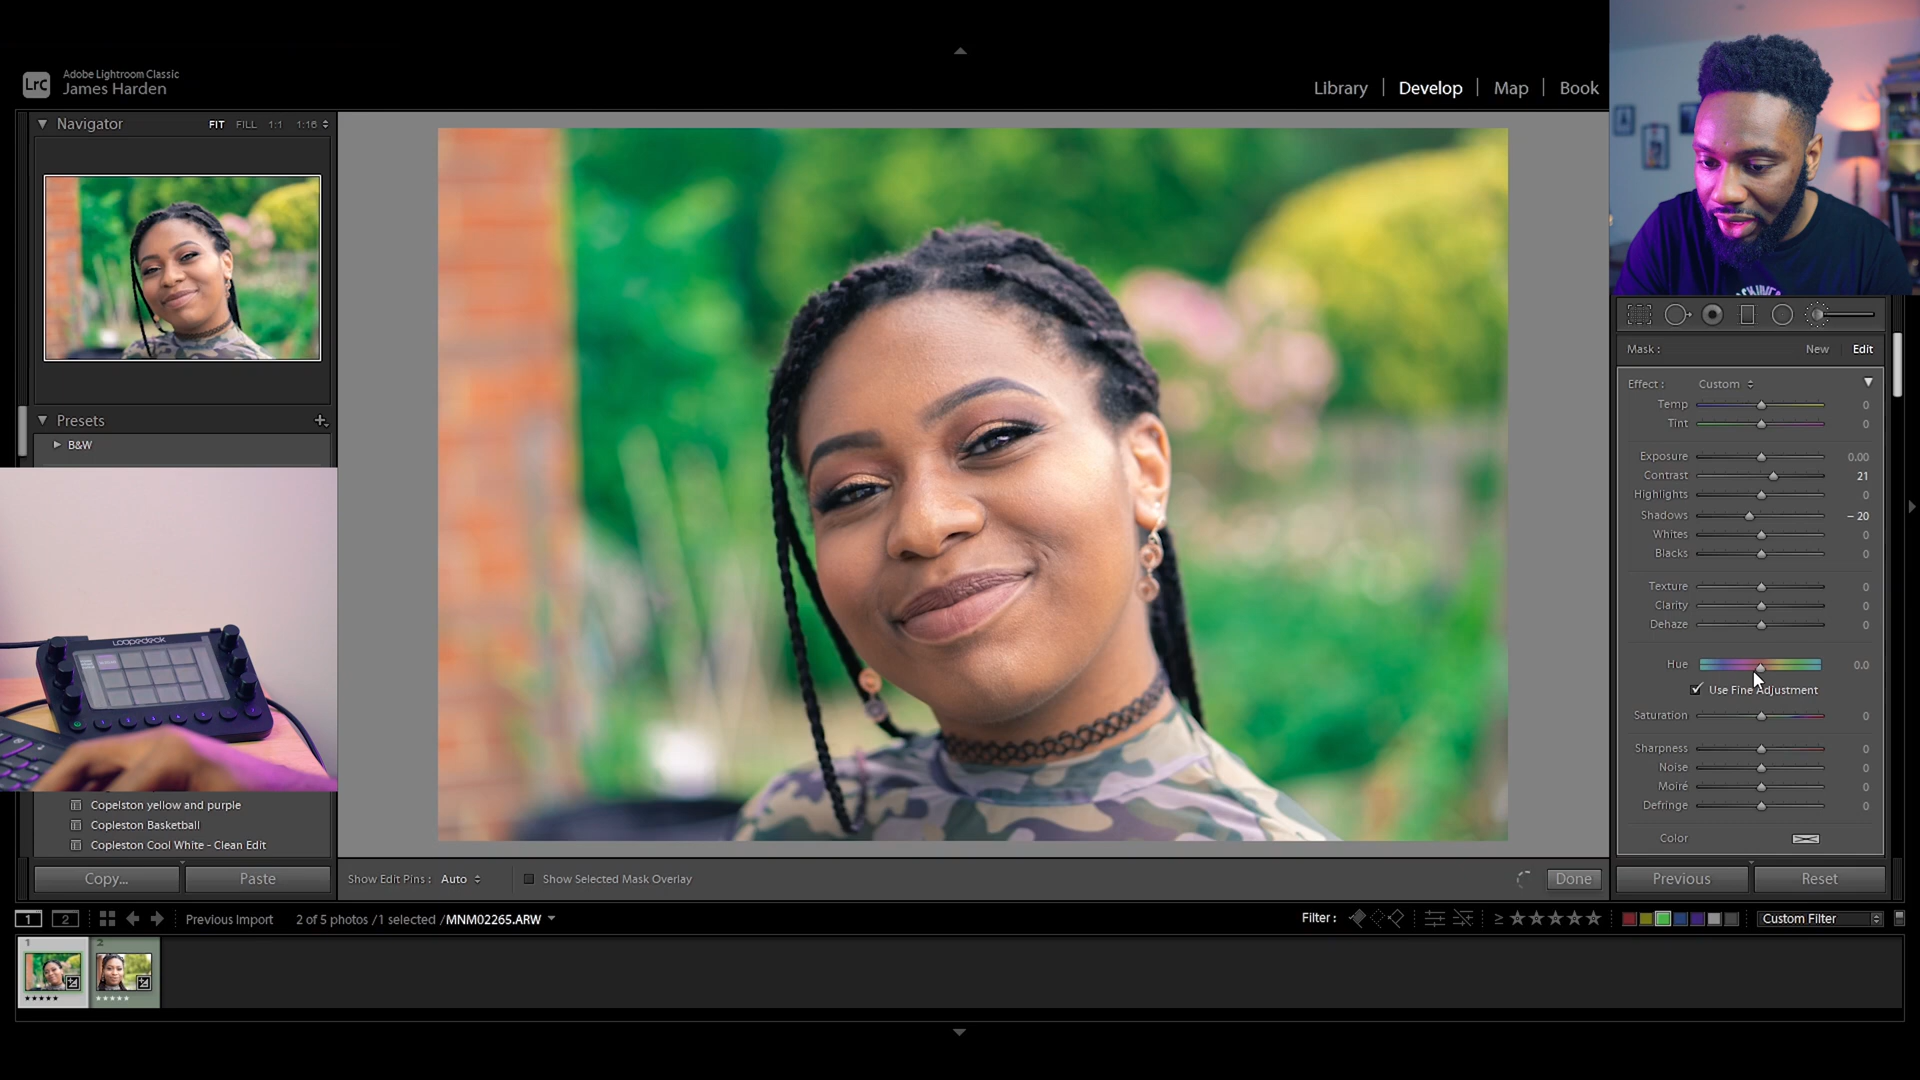 Adobe Lightroom Classic
James Harden
Library | Develop | Map | Book
Navigator FIT FILL 1:1 1:16
Presets +
B&W
Loupedeck
Copelston yellow and purple
Copleston Basketball
Copleston Cool White - Clean Edit
Copy... Paste
Show Edit Pins : Auto Show Selected Mask Overlay Done
Mask : New Edit
Effect : Custom
Temp 0
Tint 0
Exposure 0.00
Contrast 21
Highlights 0
Shadows – 20
Whites 0
Blacks 0
Texture 0
Clarity 0
Dehaze 0
Hue 0.0
Use Fine Adjustment
Saturation 0
Sharpness 0
Noise 0
Moiré 0
Defringe 0
Color
Previous Reset
1 2 Previous Import 2 of 5 photos /1 selected /MNM02265.ARW Filter : ≥ Custom Filter
1 2
LrC